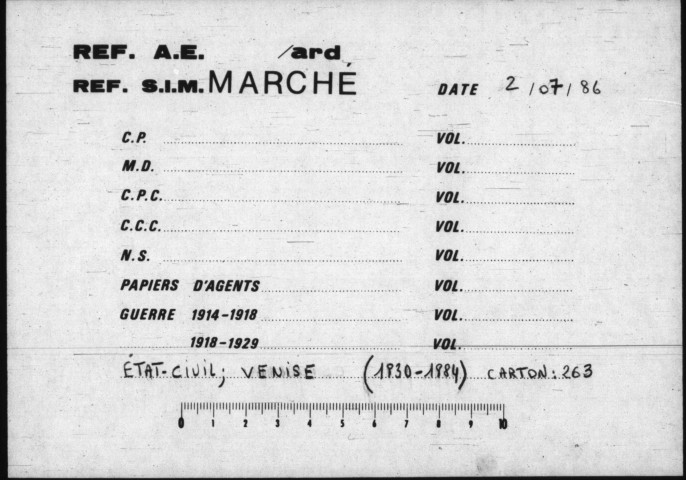 REF. A.E. /ard
REF. S.I.M. MARCHÉ DATE 2/07/86
C.P. VOL.
M.D. VOL.
C.P.C. VOL.
C.C.C. VOL.
N.S. VOL.
PAPIERS D'AGENTS VOL.
GUERRE 1914-1918 VOL.
1918-1929 VOL.
ÉTAT-CIVIL; VENISE (1830-1884) CARTON: 263
0 1 2 3 4 5 6 7 8 9 10